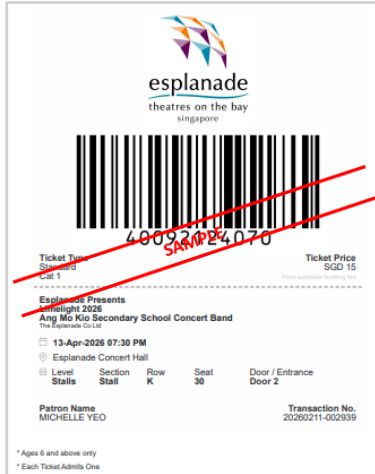 esplanade
theatres on the bay
singapore
40092124070
SAMPLE
Ticket Type Ticket Price
Standard SGD 15
Cat 1 Price excludes booking fee
Esplanade Presents
Limelight 2026
Ang Mo Kio Secondary School Concert Band
The Esplanade Co Ltd
13-Apr-2026 07:30 PM
Esplanade Concert Hall
Level Section Row Seat Door / Entrance
Stalls Stall K 30 Door 2
Patron Name Transaction No.
MICHELLE YEO 20260211-002939
* Ages 6 and above only
* Each Ticket Admits One